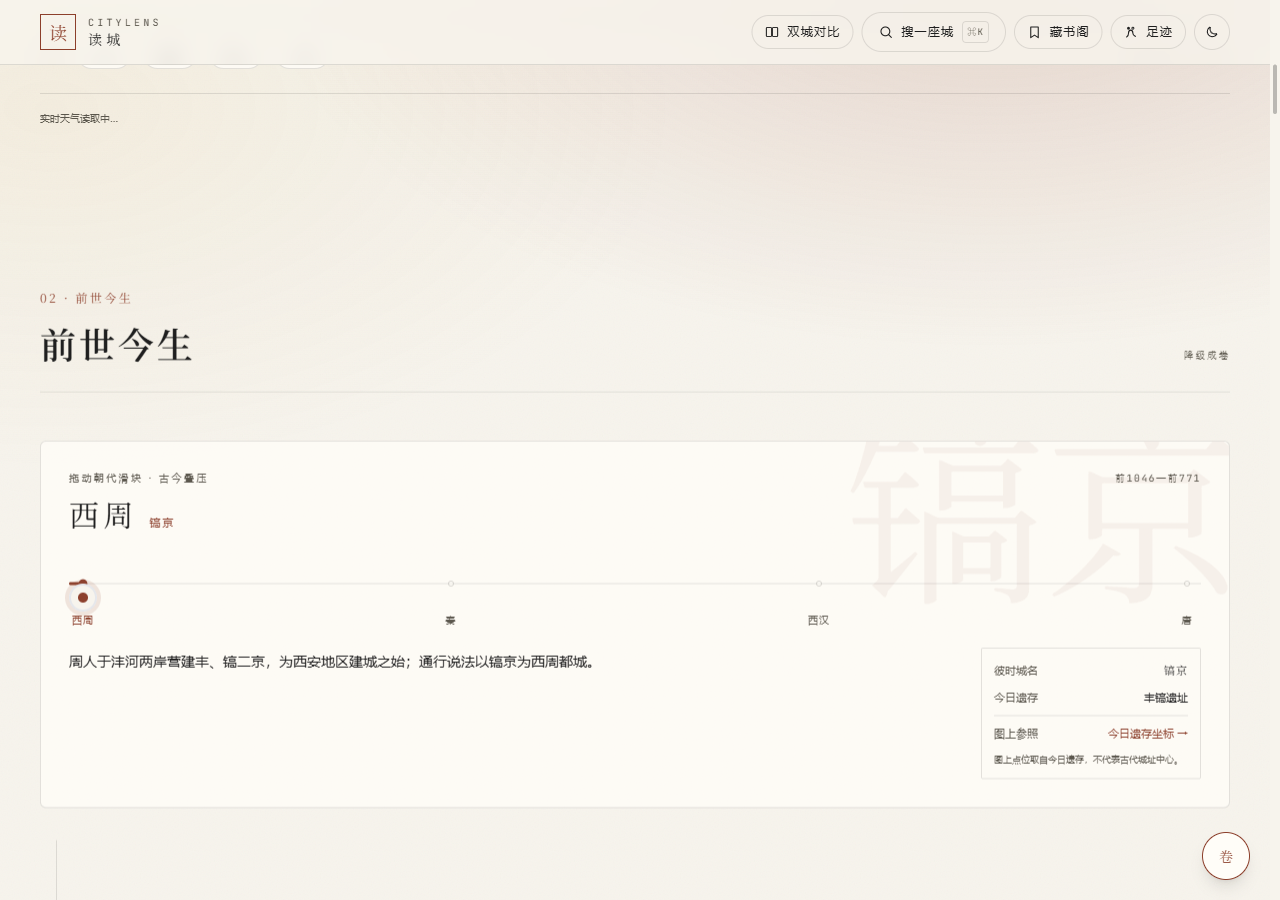 读
CITYLENS
读城
双城对比
搜一座城 ⌘K
藏书阁
足迹
实时天气读取中…
02 · 前世今生
前世今生
降级成卷
镐京
拖动朝代滑块 · 古今叠压
前1046—前771
西周 镐京
西周 秦 西汉 唐
周人于沣河两岸营建丰、镐二京，为西安地区建城之始；通行说法以镐京为西周都城。
彼时城名 镐京
今日遗存 丰镐遗址
图上参照 今日遗存坐标 →
图上点位取自今日遗存，不代表古代城址中心。
卷